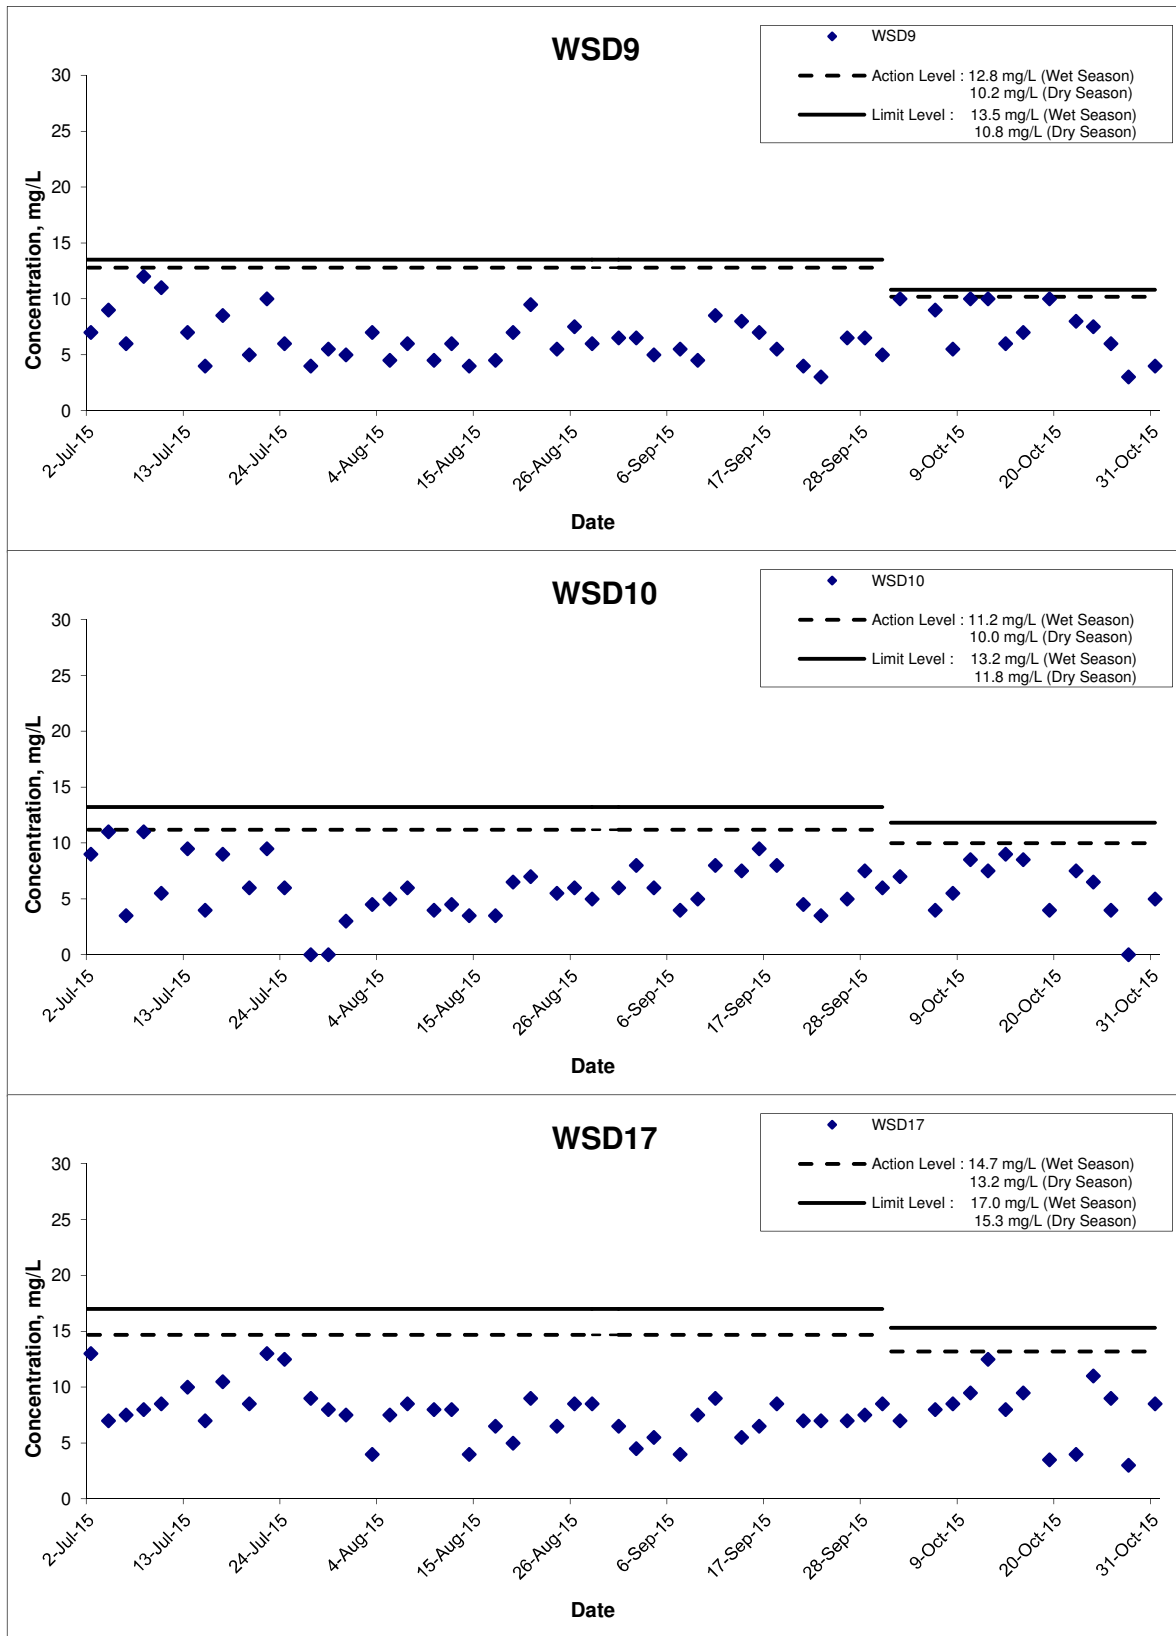 WSD9
WSD9
Action Level : 12.8 mg/L (Wet Season)
10.2 mg/L (Dry Season)
Limit Level : 13.5 mg/L (Wet Season)
10.8 mg/L (Dry Season)
Concentration, mg/L
30
25
20
15
10
5
0
2-Jul-15
13-Jul-15
24-Jul-15
4-Aug-15
15-Aug-15
26-Aug-15
6-Sep-15
17-Sep-15
28-Sep-15
9-Oct-15
20-Oct-15
31-Oct-15
Date
WSD10
WSD10
Action Level : 11.2 mg/L (Wet Season)
10.0 mg/L (Dry Season)
Limit Level : 13.2 mg/L (Wet Season)
11.8 mg/L (Dry Season)
Concentration, mg/L
30
25
20
15
10
5
0
2-Jul-15
13-Jul-15
24-Jul-15
4-Aug-15
15-Aug-15
26-Aug-15
6-Sep-15
17-Sep-15
28-Sep-15
9-Oct-15
20-Oct-15
31-Oct-15
Date
WSD17
WSD17
Action Level : 14.7 mg/L (Wet Season)
13.2 mg/L (Dry Season)
Limit Level : 17.0 mg/L (Wet Season)
15.3 mg/L (Dry Season)
Concentration, mg/L
30
25
20
15
10
5
0
2-Jul-15
13-Jul-15
24-Jul-15
4-Aug-15
15-Aug-15
26-Aug-15
6-Sep-15
17-Sep-15
28-Sep-15
9-Oct-15
20-Oct-15
31-Oct-15
Date